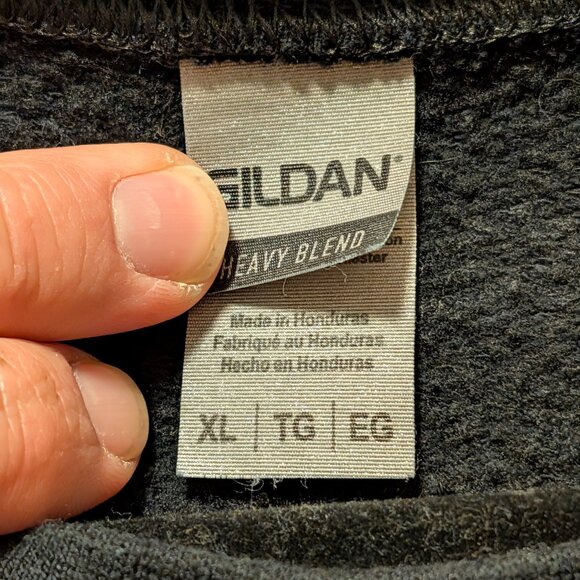 GILDAN®
HEAVY BLEND
Made in Honduras
Fabriqué au Honduras
Hecho en Honduras
XL | TG | EG